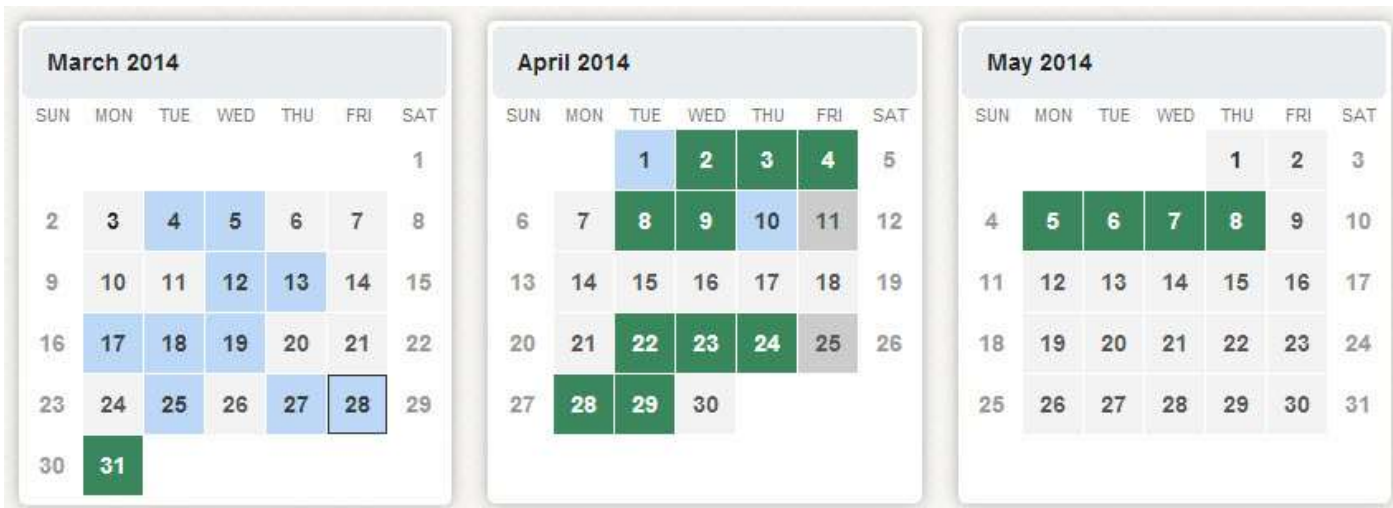 March 2014
SUN MON TUE WED THU FRI SAT
1
2 3 4 5 6 7 8
9 10 11 12 13 14 15
16 17 18 19 20 21 22
23 24 25 26 27 28 29
30 31
April 2014
SUN MON TUE WED THU FRI SAT
1 2 3 4 5
6 7 8 9 10 11 12
13 14 15 16 17 18 19
20 21 22 23 24 25 26
27 28 29 30
May 2014
SUN MON TUE WED THU FRI SAT
1 2 3
4 5 6 7 8 9 10
11 12 13 14 15 16 17
18 19 20 21 22 23 24
25 26 27 28 29 30 31